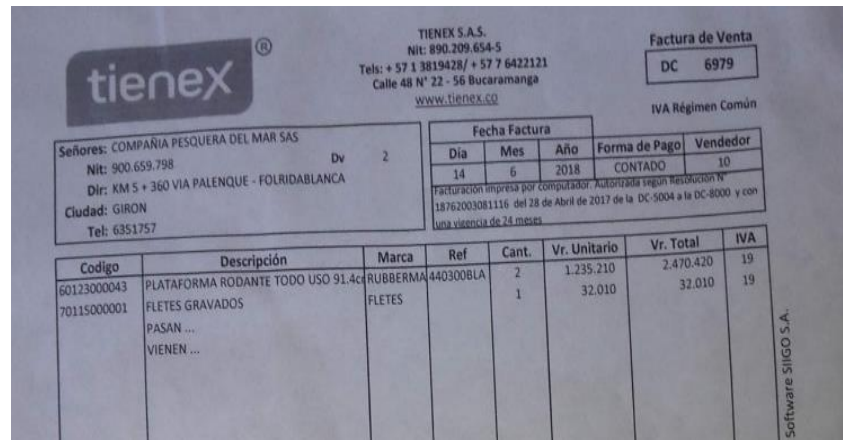 tienex ®
TIENEX S.A.S.
Nit: 890.209.654-5
Tels: + 57 1 3819428/ + 57 7 6422121
Calle 48 N° 22 - 56 Bucaramanga
www.tienex.co
Factura de Venta
DC 6979
IVA Régimen Común
Señores: COMPAÑIA PESQUERA DEL MAR SAS
Nit: 900.659.798 Dv 2
Dir: KM 5 + 360 VIA PALENQUE - FOLRIDABLANCA
Ciudad: GIRON
Tel: 6351757
Fecha Factura
Día Mes Año Forma de Pago Vendedor
14 6 2018 CONTADO 10
Facturación impresa por computador. Autorizada según Resolución N°
18762003081116 del 28 de Abril de 2017 de la DC-5004 a la DC-8000 y con
una vigencia de 24 meses
Codigo Descripción Marca Ref Cant. Vr. Unitario Vr. Total IVA
60123000043 PLATAFORMA RODANTE TODO USO 91.4cm RUBBERMA 440300BLA 2 1.235.210 2.470.420 19
70115000001 FLETES GRAVADOS FLETES 1 32.010 32.010 19
PASAN ...
VIENEN ...
Software SIIGO S.A.